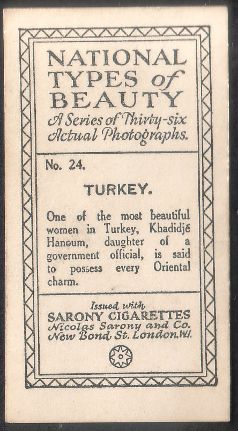 NATIONAL
TYPES of
BEAUTY
A Series of Thirty-six
Actual Photographs.
No. 24.
TURKEY.
One of the most beautiful
women in Turkey, Khadidjé
Hanoum, daughter of a
government official, is said
to possess every Oriental
charm.
Issued with
SARONY CIGARETTES
Nicolas Sarony and Co.
New Bond St. London.W.